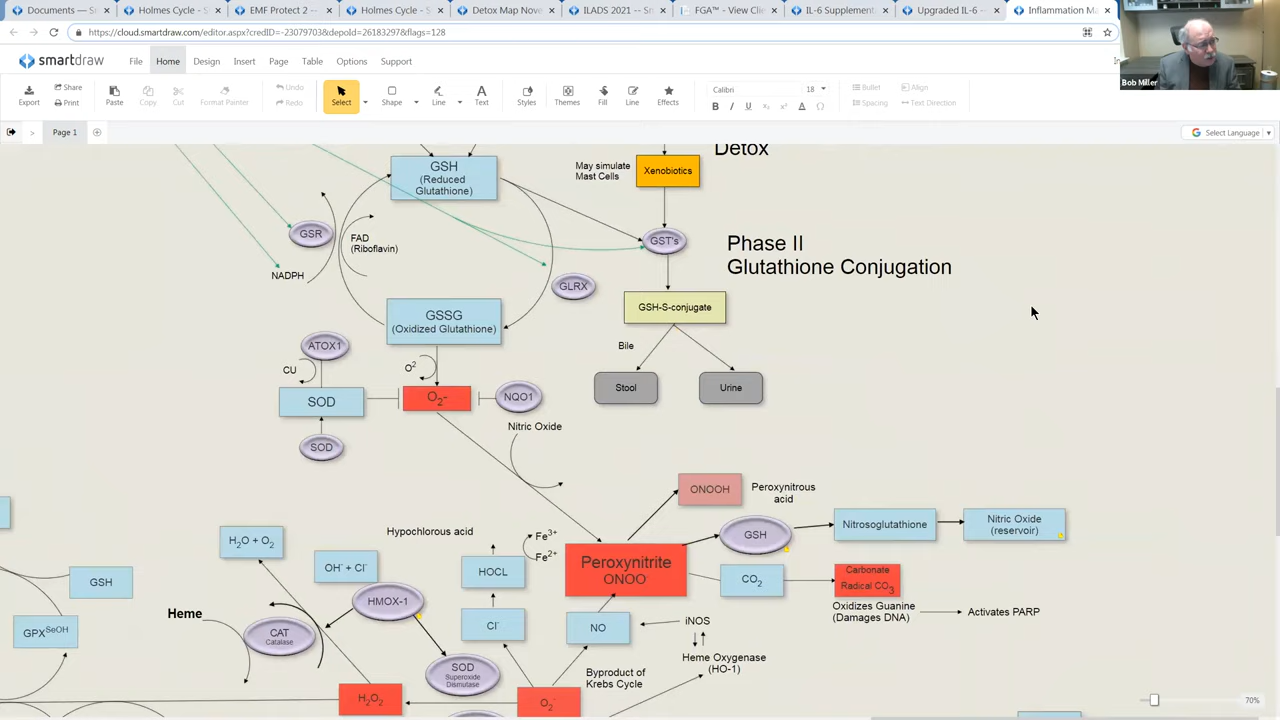 Documents — S
Holmes Cycle - S
EMF Protect 2 –
Holmes Cycle - S
Detox Map Nove
ILADS 2021 -- Sn
FGA™ - View Clin
IL-6 Supplementa
Upgraded IL-6 –
Inflammation Ma
https://cloud.smartdraw.com/editor.aspx?credID=-23079703&depoId=26183297&flags=128
smartdraw
File
Home
Design
Insert
Page
Table
Options
Support
Export
Share
Print
Paste
Copy
Cut
Format Painter
Undo
Redo
Select
Shape
Line
Text
Styles
Themes
Fill
Line
Effects
Calibri
18
B I U
Bullet
Align
Spacing
Text Direction
Bob Miller
Page 1
Select Language
Detox
GSH
(Reduced
Glutathione)
May simulate
Mast Cells
Xenobiotics
GSR
FAD
(Riboflavin)
NADPH
GST's
Phase II
Glutathione Conjugation
GLRX
GSSG
(Oxidized Glutathione)
GSH-S-conjugate
Bile
Stool
Urine
ATOX1
CU
SOD
SOD
O²
O₂-
NQO1
Nitric Oxide
ONOOH
Peroxynitrous
acid
GSH
Nitrosoglutathione
Nitric Oxide
(reservoir)
Hypochlorous acid
Fe³⁺
Fe²⁺
Peroxynitrite
ONOO⁻
CO₂
Carbonate
Radical CO₃
Oxidizes Guanine
(Damages DNA)
Activates PARP
H₂O + O₂
OH⁻ + Cl⁻
HOCL
HMOX-1
Cl⁻
NO
iNOS
Heme Oxygenase
(HO-1)
GSH
GPX^SeOH
Heme
CAT
Catalase
SOD
Superoxide
Dismutase
Byproduct of
Krebs Cycle
H₂O₂
O₂⁻
70%